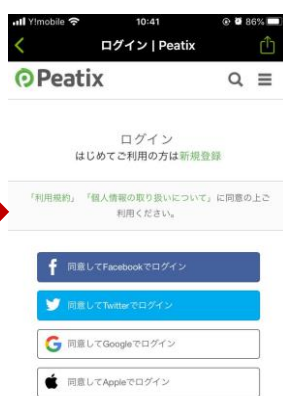 Y!mobile 10:41 86%
ログイン | Peatix
Peatix
ログイン
はじめてご利用の方は新規登録
「利用規約」「個人情報の取り扱いについて」に同意の上ご
利用ください。
同意してFacebookでログイン
同意してTwitterでログイン
同意してGoogleでログイン
同意してAppleでログイン